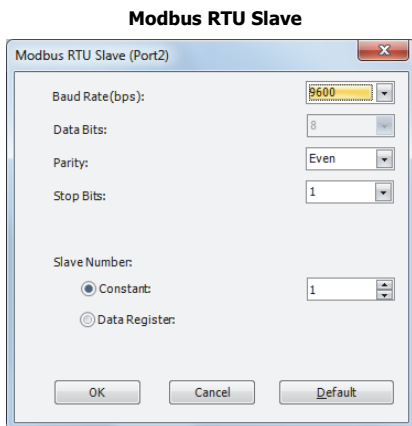 Modbus RTU Slave
Modbus RTU Slave (Port2)
Baud Rate(bps): 9600
Data Bits: 8
Parity: Even
Stop Bits: 1
Slave Number:
Constant: 1
Data Register:
OK Cancel Default